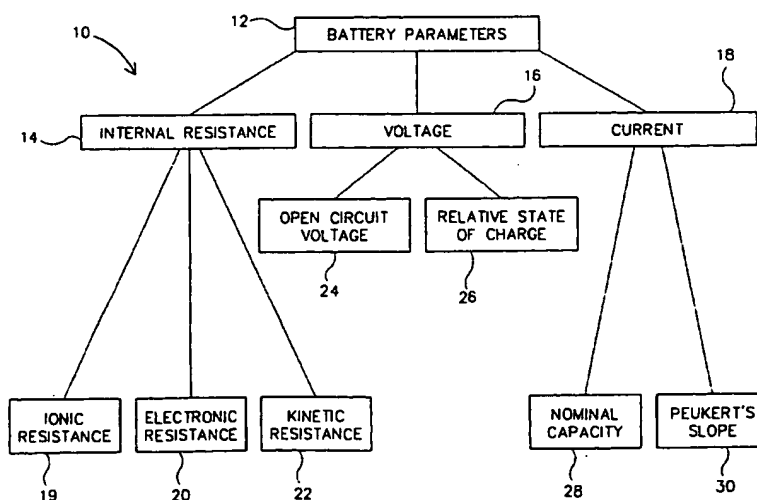 12
BATTERY PARAMETERS
10
16
18
14
INTERNAL RESISTANCE
VOLTAGE
CURRENT
OPEN CIRCUIT
VOLTAGE
RELATIVE STATE
OF CHARGE
24
26
IONIC
RESISTANCE
ELECTRONIC
RESISTANCE
KINETIC
RESISTANCE
NOMINAL
CAPACITY
PEUKERT'S
SLOPE
19
20
22
28
30